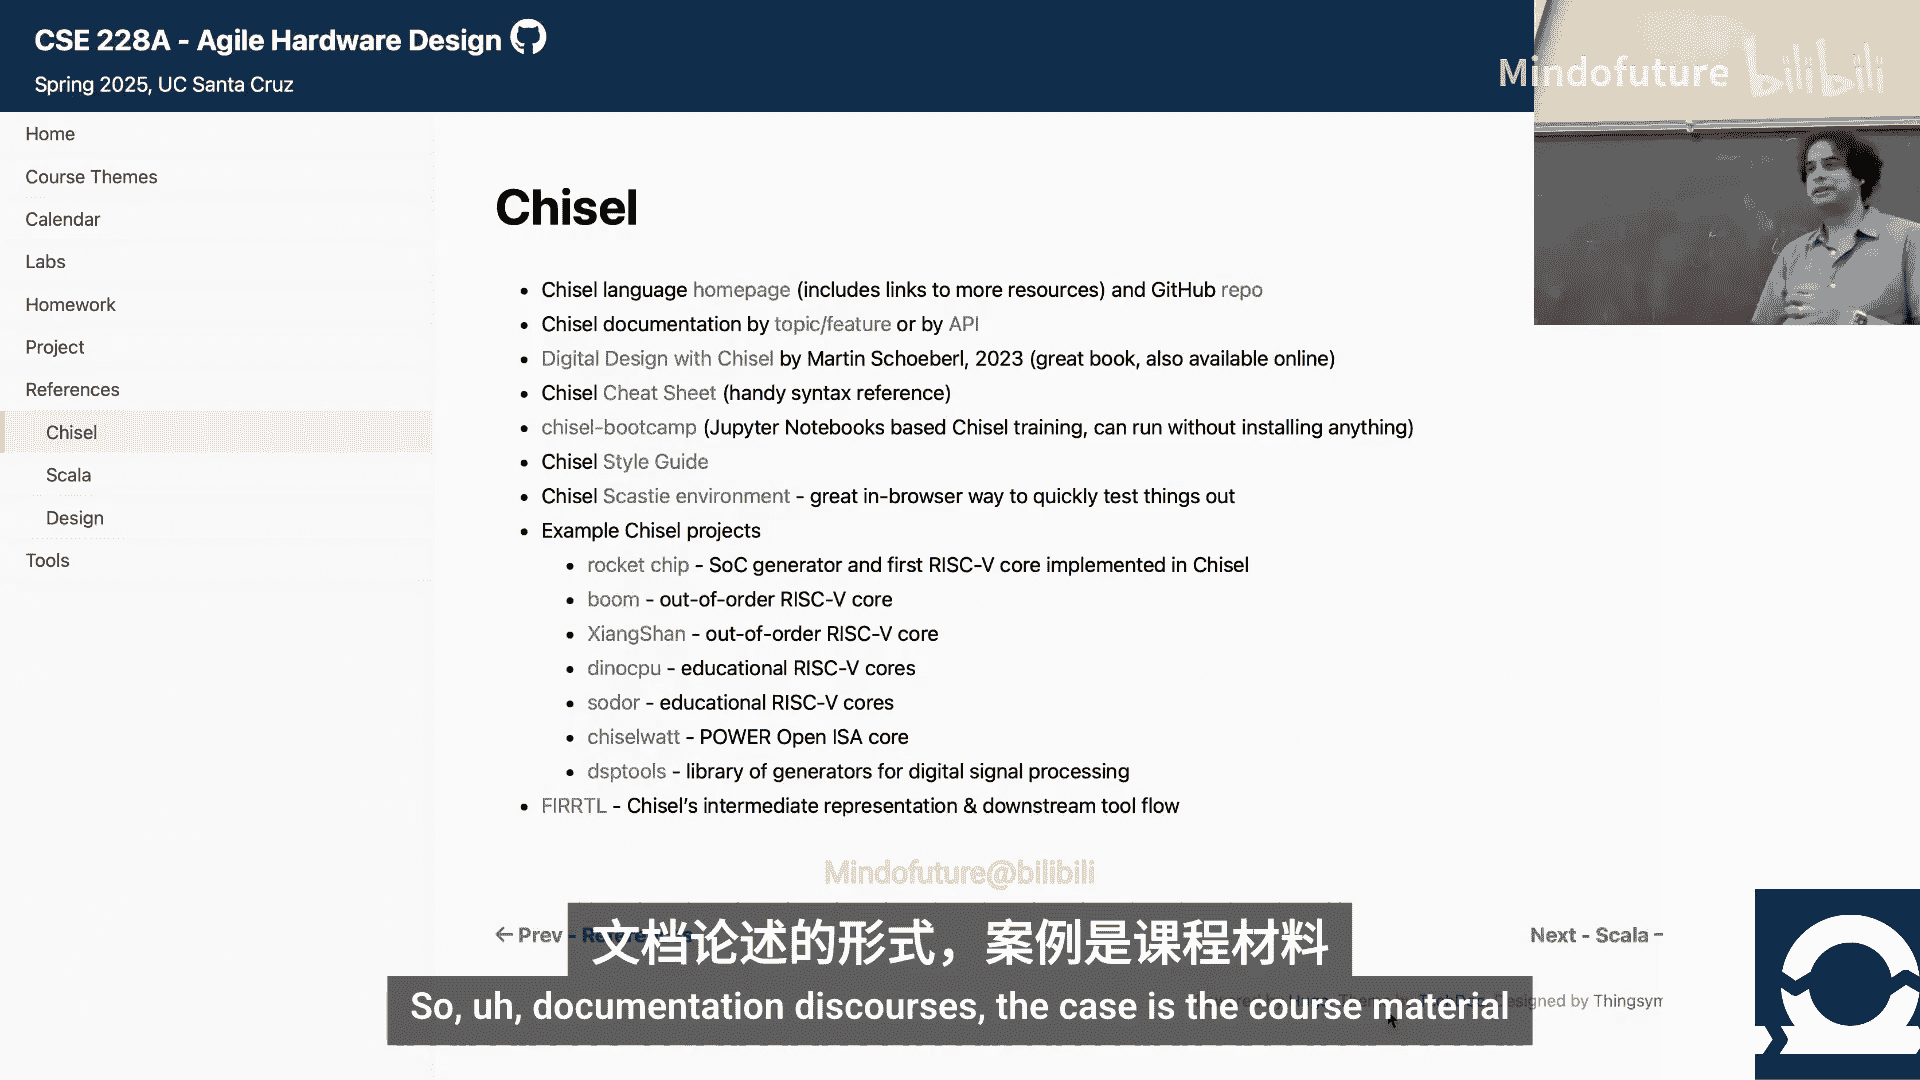 CSE 228A - Agile Hardware Design
Spring 2025, UC Santa Cruz
Mindofuture bilibili
Home
Course Themes
Calendar
Labs
Homework
Project
References
Chisel
Scala
Design
Tools
Chisel
Chisel language homepage (includes links to more resources) and GitHub repo
Chisel documentation by topic/feature or by API
Digital Design with Chisel by Martin Schoeberl, 2023 (great book, also available online)
Chisel Cheat Sheet (handy syntax reference)
chisel-bootcamp (Jupyter Notebooks based Chisel training, can run without installing anything)
Chisel Style Guide
Chisel Scastie environment - great in-browser way to quickly test things out
Example Chisel projects
rocket chip - SoC generator and first RISC-V core implemented in Chisel
boom - out-of-order RISC-V core
XiangShan - out-of-order RISC-V core
dinocpu - educational RISC-V cores
sodor - educational RISC-V cores
chiselwatt - POWER Open ISA core
dsptools - library of generators for digital signal processing
FIRRTL - Chisel's intermediate representation & downstream tool flow
Mindofuture@bilibili
← Prev -
Next - Scala
文档论述的形式，案例是课程材料
So, uh, documentation discourses, the case is the course material
by Thingsym